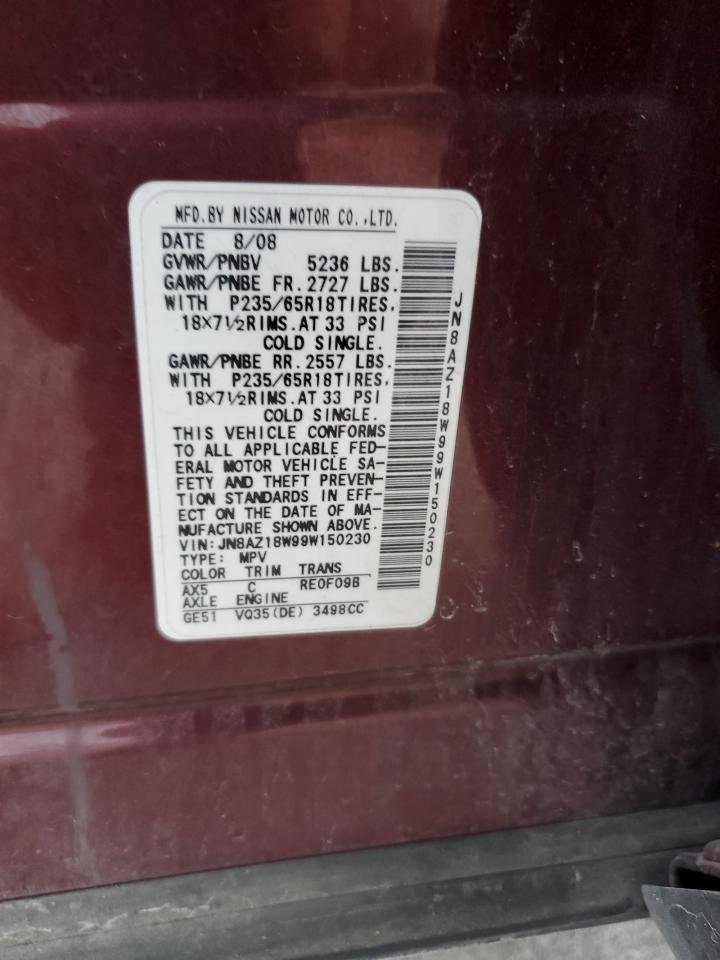 MFD.BY NISSAN MOTOR CO.,LTD.
DATE 8/08
GVWR/PNBV 5236 LBS.
GAWR/PNBE FR.2727 LBS.
WITH P235/65R18TIRES,
18×7½RIMS.AT 33 PSI
COLD SINGLE.
GAWR/PNBE RR.2557 LBS.
WITH P235/65R18TIRES,
18×7½RIMS.AT 33 PSI
COLD SINGLE.
THIS VEHICLE CONFORMS
TO ALL APPLICABLE FED-
ERAL MOTOR VEHICLE SA-
FETY AND THEFT PREVEN-
TION STANDARDS IN EFF-
ECT ON THE DATE OF MA-
NUFACTURE SHOWN ABOVE.
VIN:JN8AZ18W99W150230
TYPE: MPV
COLOR TRIM TRANS
AX5 C RE0F09B
AXLE ENGINE
GE51 VQ35(DE) 3498CC
JN8AZ18W99W150230